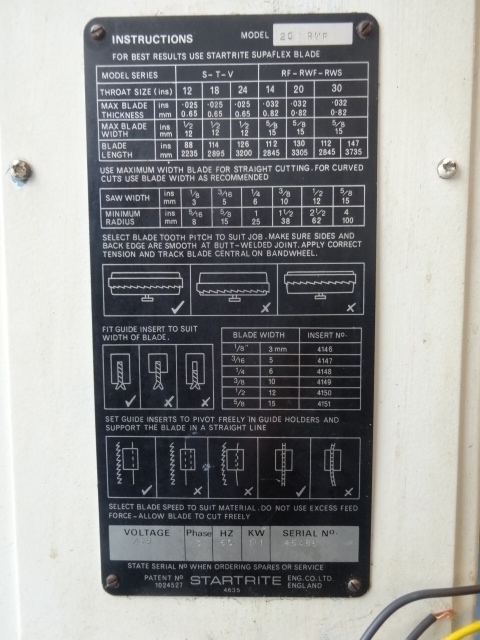 INSTRUCTIONS MODEL 20 RWF
FOR BEST RESULTS USE STARTRITE SUPAFLEX BLADE
MODEL SERIES S-T-V RF-RWF-RWS
THROAT SIZE (ins) 12 18 24 14 20 30
MAX BLADE THICKNESS ins ·025 ·025 ·025 ·032 ·032 ·032
mm 0.65 0.65 0.65 0.82 0.82 0.82
MAX BLADE WIDTH ins 1/2 1/2 1/2 5/8 5/8 5/8
mm 12 12 12 15 15 15
BLADE LENGTH ins 88 114 126 112 130 112 147
mm 2235 2895 3200 2845 3305 2845 3735
USE MAXIMUM WIDTH BLADE FOR STRAIGHT CUTTING. FOR CURVED
CUTS USE BLADE WIDTH AS RECOMMENDED
SAW WIDTH ins 1/8 3/16 1/4 3/8 1/2 5/8
mm 3 5 6 10 12 15
MINIMUM RADIUS ins 5/16 5/8 1 1 1/2 2 1/2 4
mm 8 15 25 38 62 100
SELECT BLADE TOOTH PITCH TO SUIT JOB. MAKE SURE SIDES AND
BACK EDGE ARE SMOOTH AT BUTT-WELDED JOINT. APPLY CORRECT
TENSION AND TRACK BLADE CENTRAL ON BANDWHEEL.
FIT GUIDE INSERT TO SUIT
WIDTH OF BLADE.
BLADE WIDTH INSERT No.
1/8" 3 mm 4146
3/16 5 4147
1/4 6 4148
3/8 10 4149
1/2 12 4150
5/8 15 4151
SET GUIDE INSERTS TO PIVOT FREELY IN GUIDE HOLDERS AND
SUPPORT THE BLADE IN A STRAIGHT LINE
SELECT BLADE SPEED TO SUIT MATERIAL. DO NOT USE EXCESS FEED
FORCE-ALLOW BLADE TO CUT FREELY
VOLTAGE Phase HZ KW SERIAL No.
STATE SERIAL No WHEN ORDERING SPARES OR SERVICE
PATENT No 1024527 STARTRITE ENG.CO.LTD. ENGLAND
4635